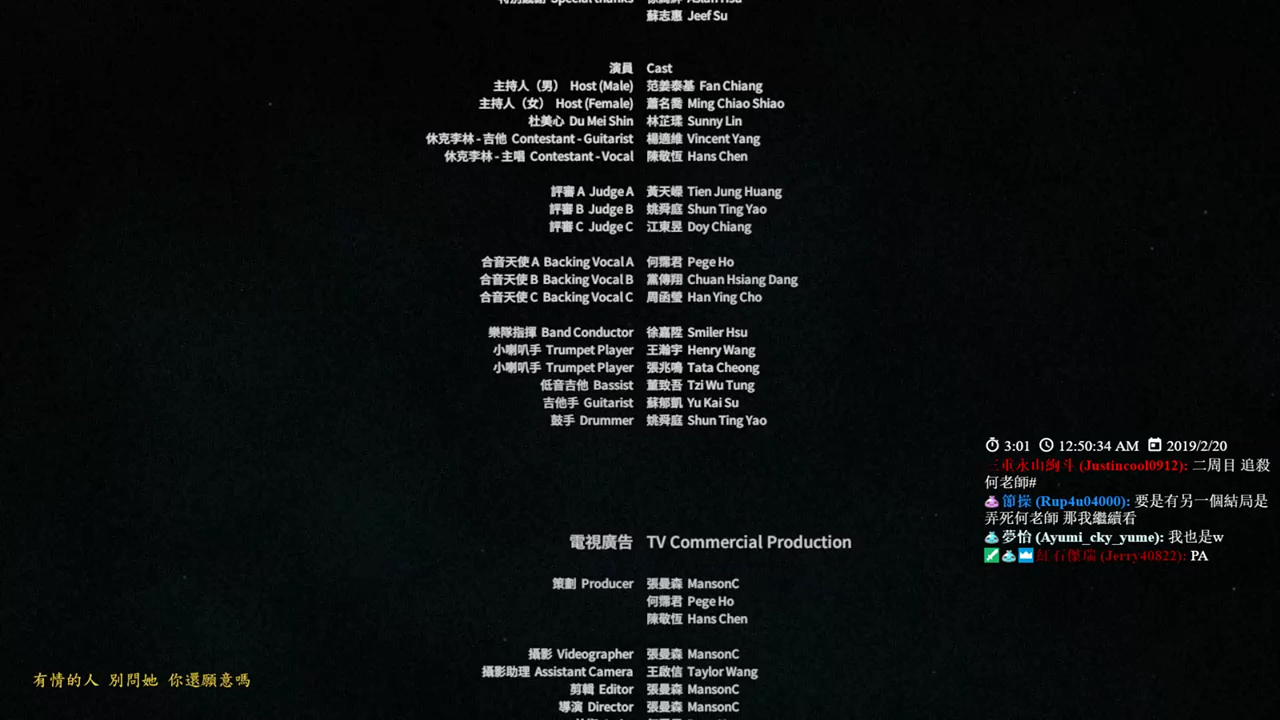 Special thanks
蘇志惠 Jeef Su
演員 Cast
主持人（男） Host (Male) 范姜泰基 Fan Chiang
主持人（女） Host (Female) 蕭名喬 Ming Chiao Shiao
杜美心 Du Mei Shin 林芷瑈 Sunny Lin
休克李林 - 吉他 Contestant - Guitarist 楊適維 Vincent Yang
休克李林 - 主唱 Contestant - Vocal 陳敬恆 Hans Chen
評審 A Judge A 黃天嶸 Tien Jung Huang
評審 B Judge B 姚舜庭 Shun Ting Yao
評審 C Judge C 江東昱 Doy Chiang
合音天使 A Backing Vocal A 何霈君 Pege Ho
合音天使 B Backing Vocal B 黨傳翔 Chuan Hsiang Dang
合音天使 C Backing Vocal C 周函瑩 Han Ying Cho
樂隊指揮 Band Conductor 徐嘉陞 Smiler Hsu
小喇叭手 Trumpet Player 王瀚宇 Henry Wang
小喇叭手 Trumpet Player 張兆鳴 Tata Cheong
低音吉他 Bassist 董致吾 Tzi Wu Tung
吉他手 Guitarist 蘇郁凱 Yu Kai Su
鼓手 Drummer 姚舜庭 Shun Ting Yao
電視廣告 TV Commercial Production
策劃 Producer 張曼森 MansonC
何霈君 Pege Ho
陳敬恆 Hans Chen
攝影 Videographer 張曼森 MansonC
攝影助理 Assistant Camera 王啟信 Taylor Wang
剪輯 Editor 張曼森 MansonC
導演 Director 張曼森 MansonC
3:01 12:50:34 AM 2019/2/20
三重永山絢斗 (Justincool0912): 二周目 追殺
何老師#
節操 (Rup4u04000): 要是有另一個結局是
弄死何老師 那我繼續看
夢怡 (Ayumi_cky_yume): 我也是w
紅石傑瑞 (Jerry40822): PA
有情的人 別問她 你還願意嗎